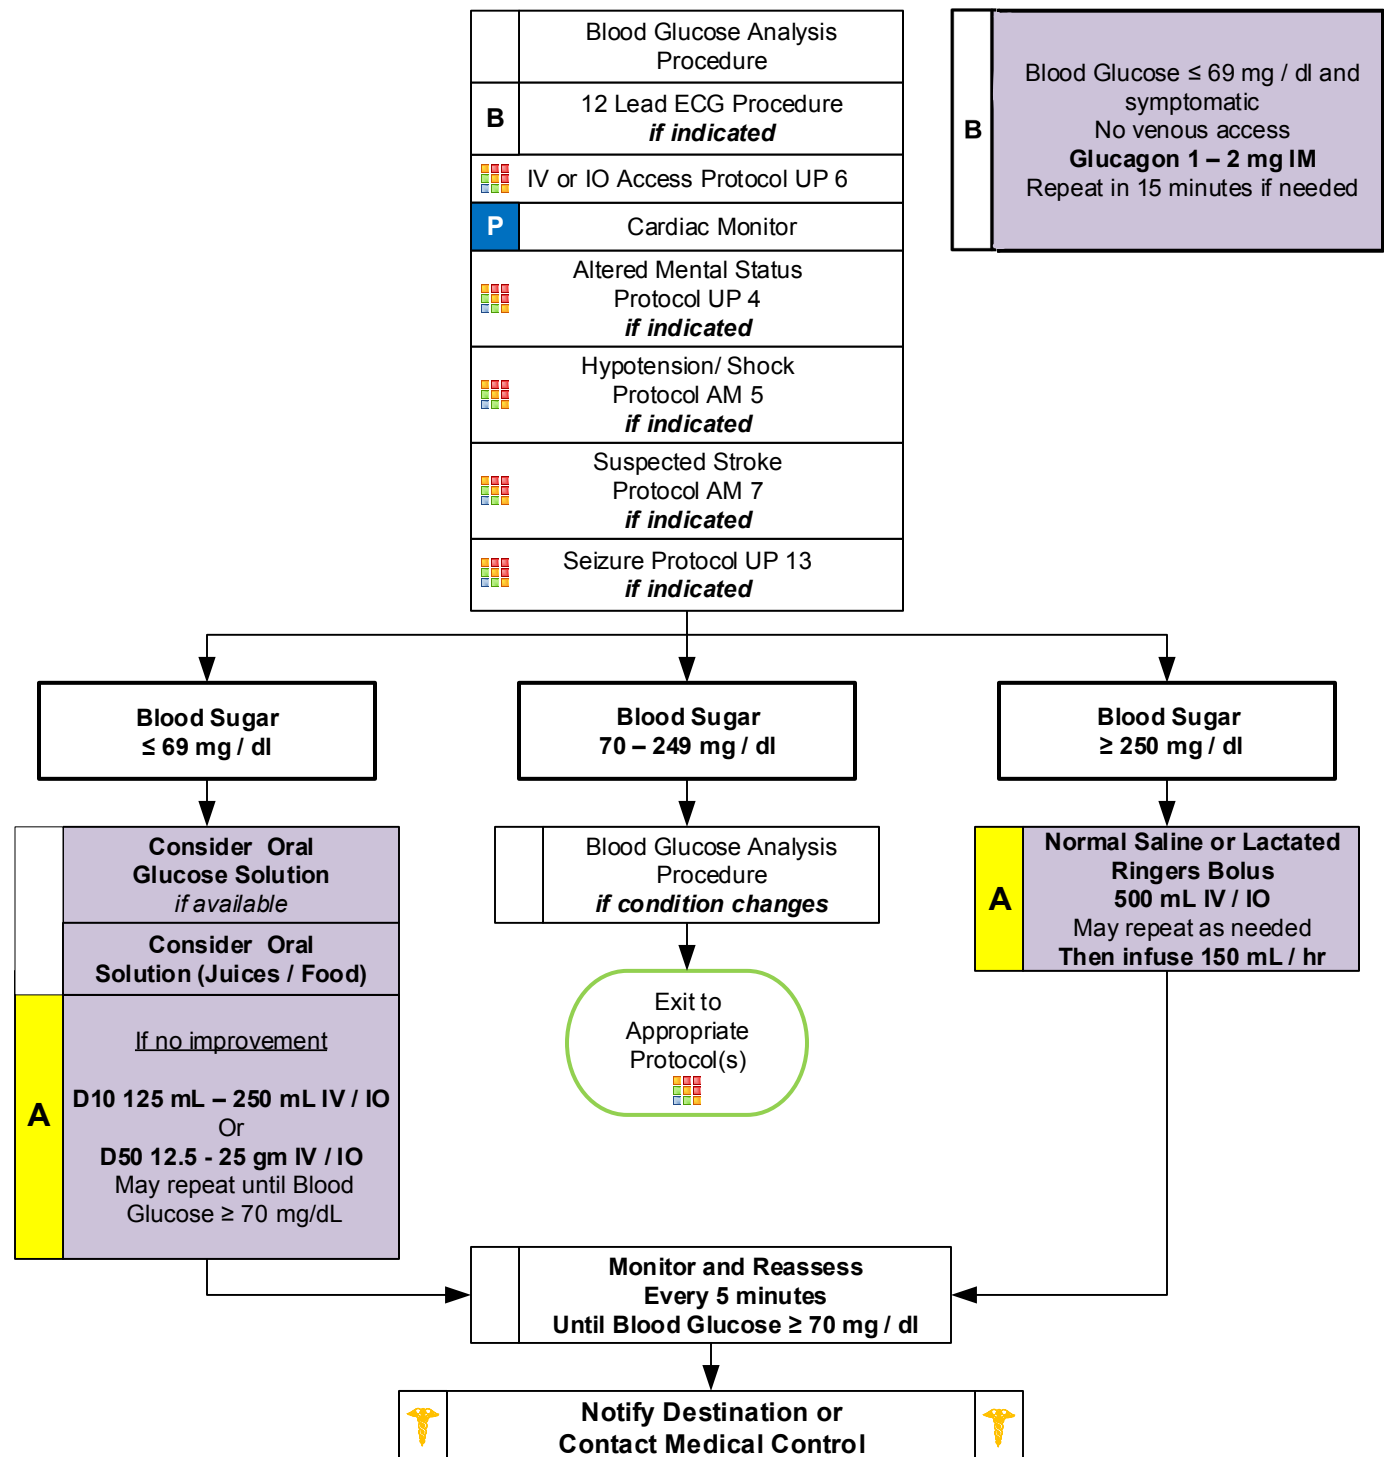 Blood Glucose Analysis
Procedure
B
12 Lead ECG Procedure
if indicated
IV or IO Access Protocol UP 6
P
Cardiac Monitor
Altered Mental Status
Protocol UP 4
if indicated
Hypotension/ Shock
Protocol AM 5
if indicated
Suspected Stroke
Protocol AM 7
if indicated
Seizure Protocol UP 13
if indicated
B
Blood Glucose ≤ 69 mg / dl and
symptomatic
No venous access
Glucagon 1 – 2 mg IM
Repeat in 15 minutes if needed
Blood Sugar
≤ 69 mg / dl
Blood Sugar
70 – 249 mg / dl
Blood Sugar
≥ 250 mg / dl
Consider Oral
Glucose Solution
if available
Consider Oral
Solution (Juices / Food)
A
If no improvement
D10 125 mL – 250 mL IV / IO
Or
D50 12.5 - 25 gm IV / IO
May repeat until Blood
Glucose ≥ 70 mg/dL
Blood Glucose Analysis
Procedure
if condition changes
Exit to
Appropriate
Protocol(s)
A
Normal Saline or Lactated
Ringers Bolus
500 mL IV / IO
May repeat as needed
Then infuse 150 mL / hr
Monitor and Reassess
Every 5 minutes
Until Blood Glucose ≥ 70 mg / dl
Notify Destination or
Contact Medical Control